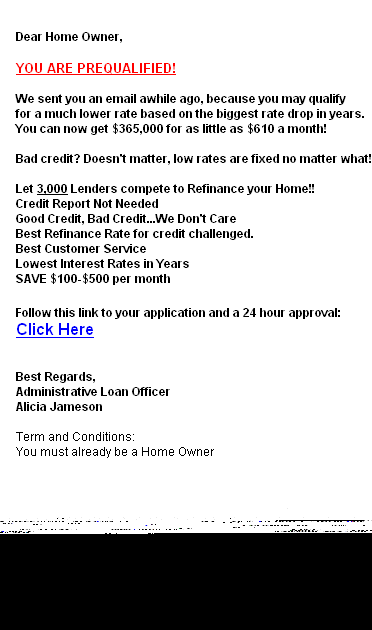 Dear Home Owner,
YOU ARE PREQUALIFIED!
We sent you an email awhile ago, because you may qualify
for a much lower rate based on the biggest rate drop in years.
You can now get $365,000 for as little as $610 a month!
Bad credit? Doesn't matter, low rates are fixed no matter what!
Let 3,000 Lenders compete to Refinance your Home!!
Credit Report Not Needed
Good Credit, Bad Credit...We Don't Care
Best Refinance Rate for credit challenged.
Best Customer Service
Lowest Interest Rates in Years
SAVE $100-$500 per month
Follow this link to your application and a 24 hour approval:
Click Here
Best Regards,
Administrative Loan Officer
Alicia Jameson
Term and Conditions:
You must already be a Home Owner